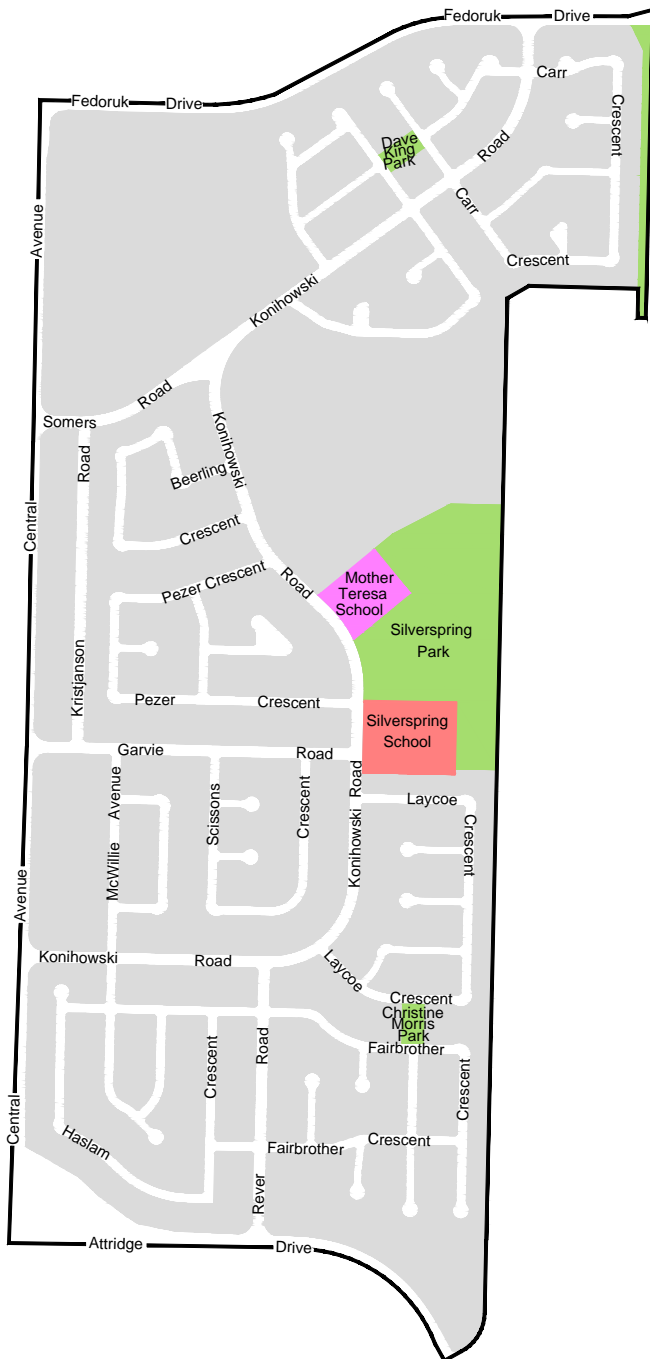 Fedoruk Drive
Fedoruk Drive
Carr
Crescent
Dave
King
Park
Road
Carr
Avenue
Crescent
Konihowski
Road
Somers
Konihowski
Road
Beerling
Central
Crescent
Pezer Crescent
Road
Mother
Teresa
School
Silverspring
Park
Kristjanson
Pezer Crescent
Silverspring
School
Garvie Road
Road
Avenue
Scissons
Crescent
Laycoe
Crescent
McWillie
Konihowski
Avenue
Konihowski Road
Laycoe
Crescent
Christine
Morris
Park
Fairbrother
Road
Crescent
Crescent
Central
Haslam
Fairbrother Crescent
Rever
Attridge Drive